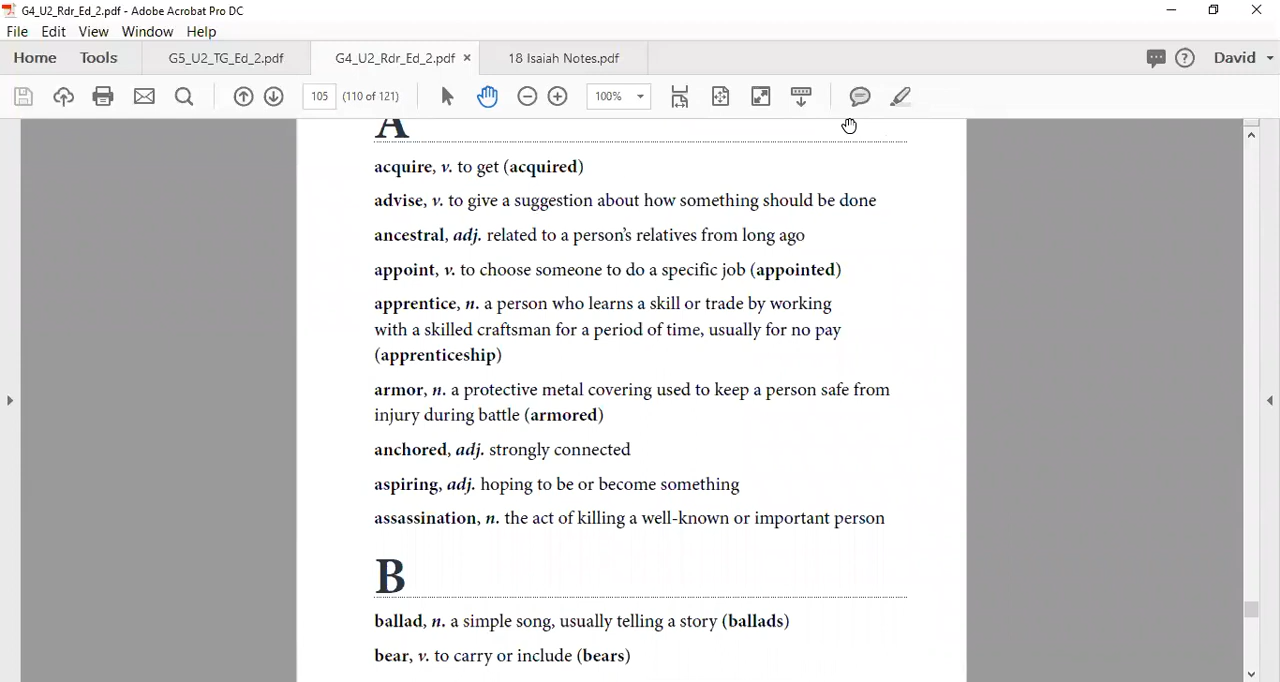 G4_U2_Rdr_Ed_2.pdf - Adobe Acrobat Pro DC
File Edit View Window Help
Home Tools G5_U2_TG_Ed_2.pdf G4_U2_Rdr_Ed_2.pdf × 18 Isaiah Notes.pdf David
105 (110 of 121) 100%
A
acquire, v. to get (acquired)
advise, v. to give a suggestion about how something should be done
ancestral, adj. related to a person's relatives from long ago
appoint, v. to choose someone to do a specific job (appointed)
apprentice, n. a person who learns a skill or trade by working
with a skilled craftsman for a period of time, usually for no pay
(apprenticeship)
armor, n. a protective metal covering used to keep a person safe from
injury during battle (armored)
anchored, adj. strongly connected
aspiring, adj. hoping to be or become something
assassination, n. the act of killing a well-known or important person
B
ballad, n. a simple song, usually telling a story (ballads)
bear, v. to carry or include (bears)